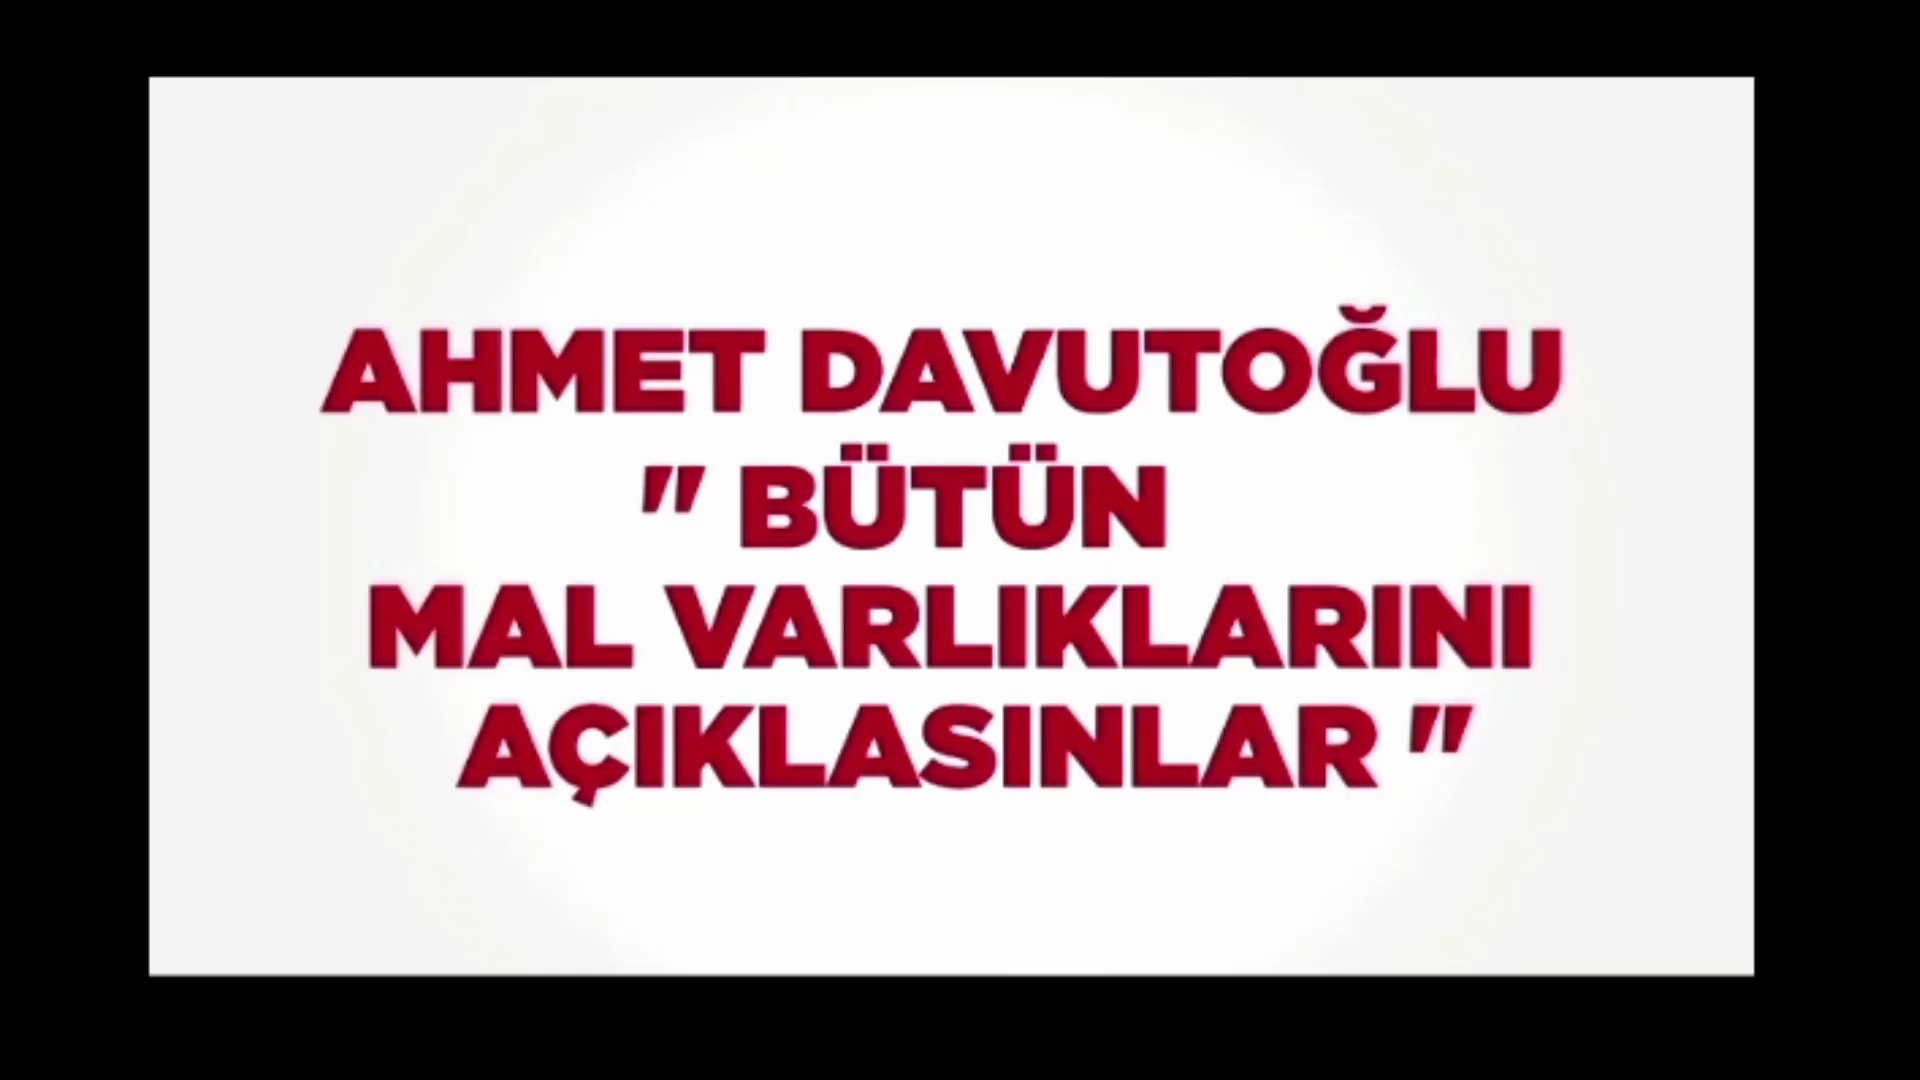 AHMET DAVUTOĞLU
" BÜTÜN
MAL VARLIKLARINI
AÇIKLASINLAR "